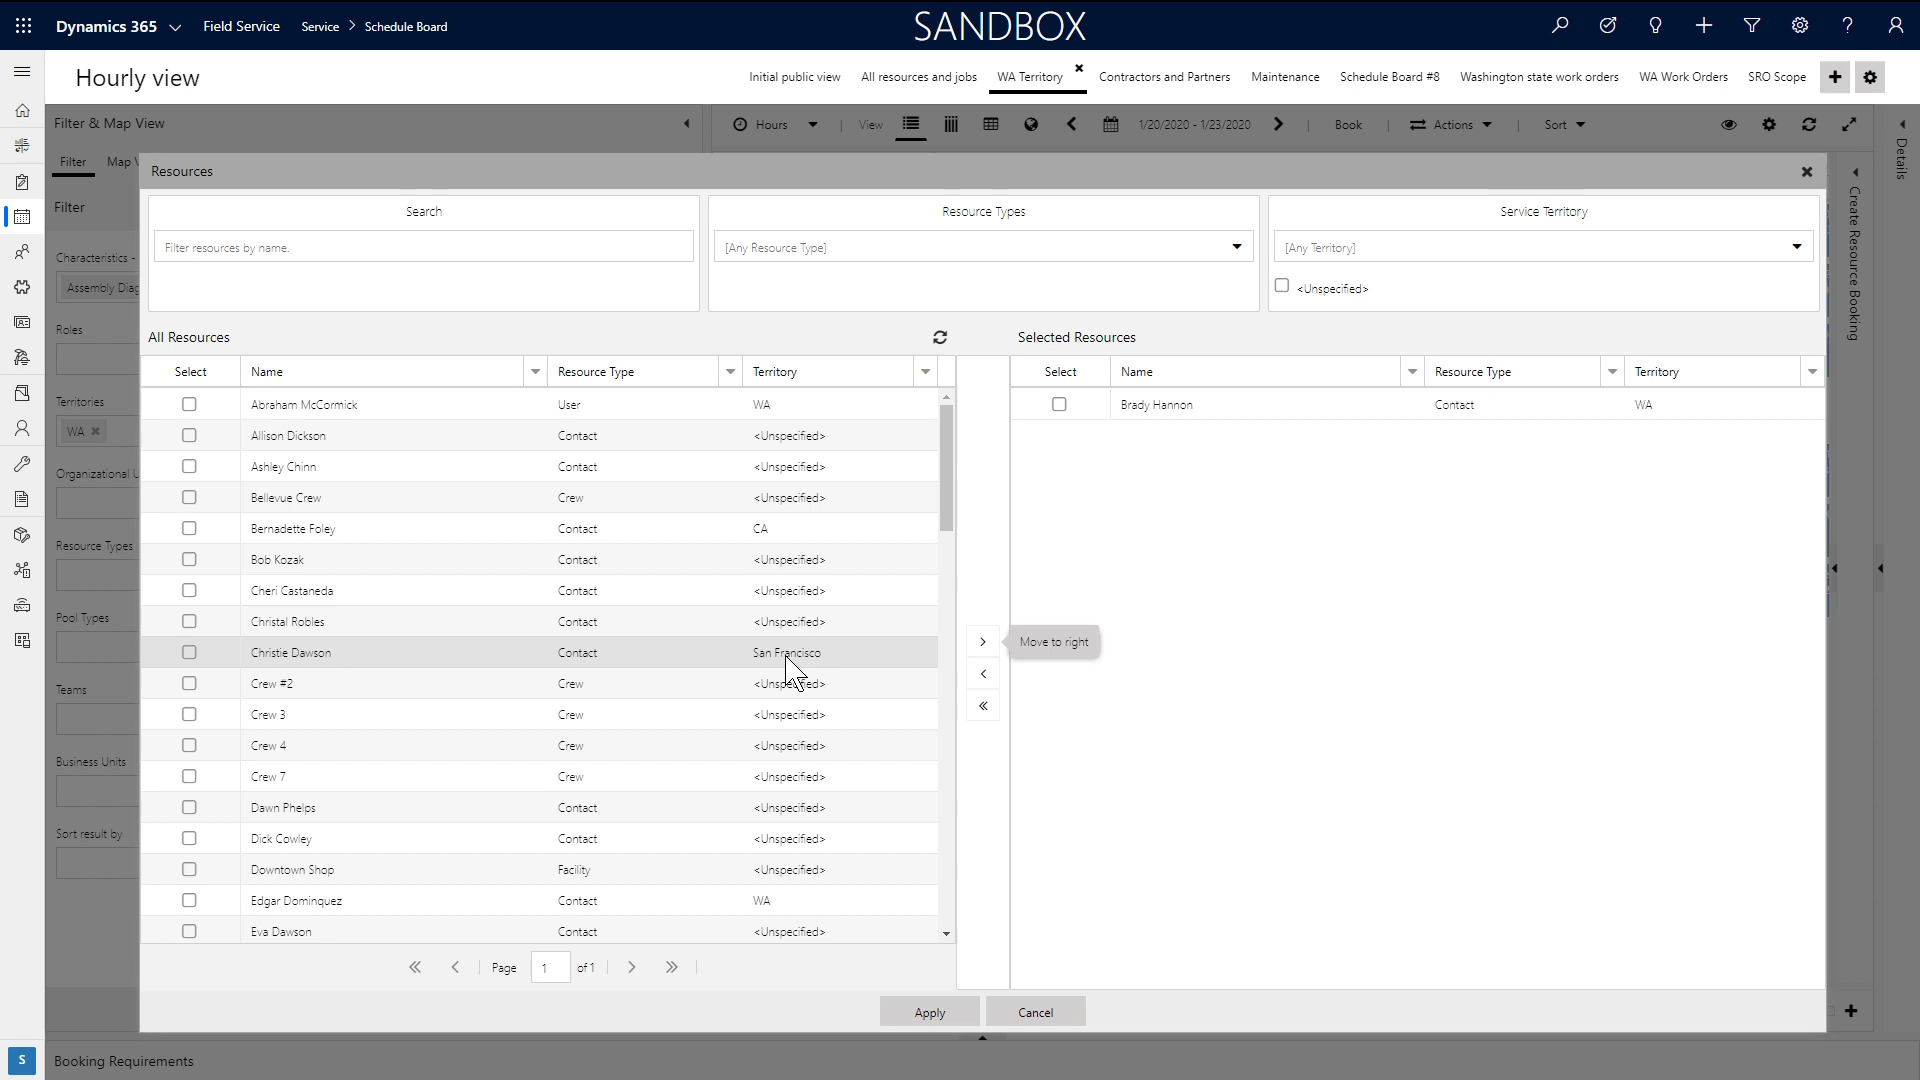 Dynamics 365 Field Service Service > Schedule Board SANDBOX
Hourly view Initial public view All resources and jobs WA Territory Contractors and Partners Maintenance Schedule Board #8 Washington state work orders WA Work Orders SRO Scope
Filter & Map View Hours View 1/20/2020 - 1/23/2020 Book Actions Sort
Details
Filter Map V
Resources
Create Resource Booking
Filter
Search Resource Types Service Territory
Filter resources by name. [Any Resource Type] [Any Territory]
Characteristics -
Assembly Diag
<Unspecified>
Roles
All Resources Selected Resources
Select Name Resource Type Territory Select Name Resource Type Territory
Abraham McCormick User WA Brady Hannon Contact WA
Territories
WA
Allison Dickson Contact <Unspecified>
Ashley Chinn Contact <Unspecified>
Organizational U
Bellevue Crew Crew <Unspecified>
Bernadette Foley Contact CA
Resource Types
Bob Kozak Contact <Unspecified>
Cheri Castaneda Contact <Unspecified>
Pool Types
Christal Robles Contact <Unspecified>
Move to right
Christie Dawson Contact San Francisco
Teams
Crew #2 Crew <Unspecified>
Crew 3 Crew <Unspecified>
Crew 4 Crew <Unspecified>
Business Units
Crew 7 Crew <Unspecified>
Dawn Phelps Contact <Unspecified>
Sort result by
Dick Cowley Contact <Unspecified>
Downtown Shop Facility <Unspecified>
Edgar Dominquez Contact WA
Eva Dawson Contact <Unspecified>
Page 1 of 1
Apply Cancel
S Booking Requirements